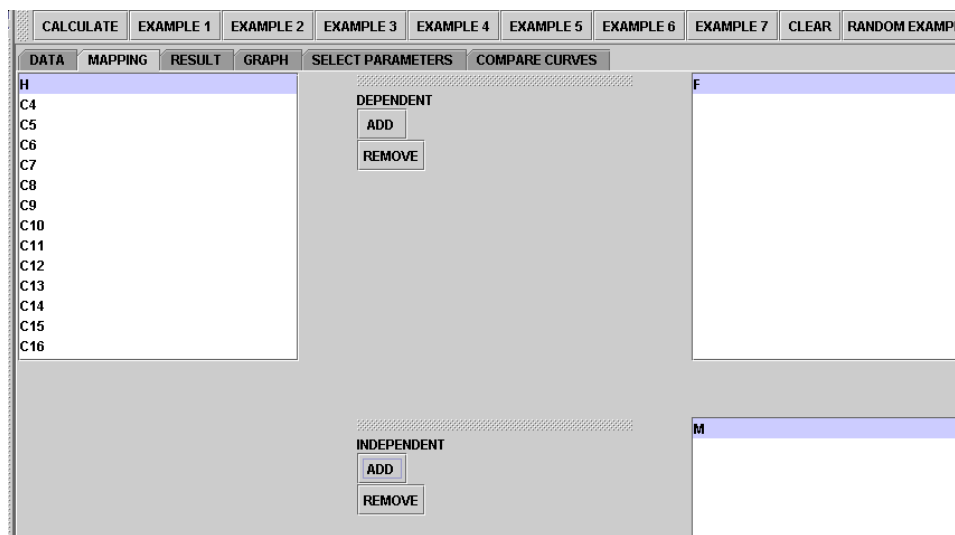 CALCULATE EXAMPLE 1 EXAMPLE 2 EXAMPLE 3 EXAMPLE 4 EXAMPLE 5 EXAMPLE 6 EXAMPLE 7 CLEAR RANDOM EXAMP
DATA MAPPING RESULT GRAPH SELECT PARAMETERS COMPARE CURVES
H
C4
C5
C6
C7
C8
C9
C10
C11
C12
C13
C14
C15
C16
DEPENDENT
ADD
REMOVE
F
INDEPENDENT
ADD
REMOVE
M